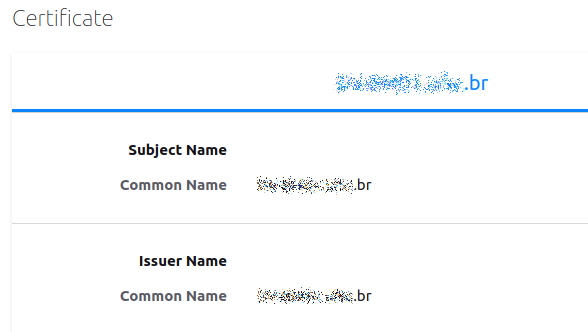 Certificate
.br
Subject Name
Common Name .br
Issuer Name
Common Name .br